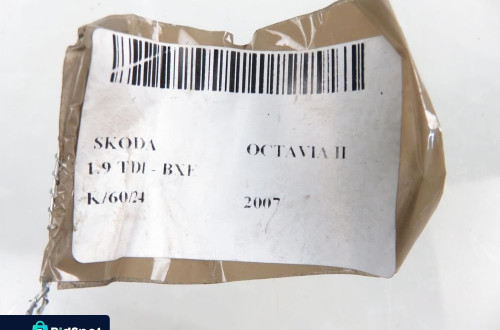 SKODA OCTAVIA II
1.9 TDI - BXE
K/60/24 2007